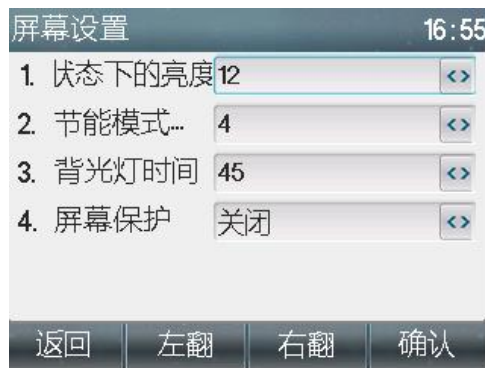 屏幕设置 16:55
1. 状态下的亮度 12
2. 节能模式… 4
3. 背光灯时间 45
4. 屏幕保护 关闭
返回 左翻 右翻 确认